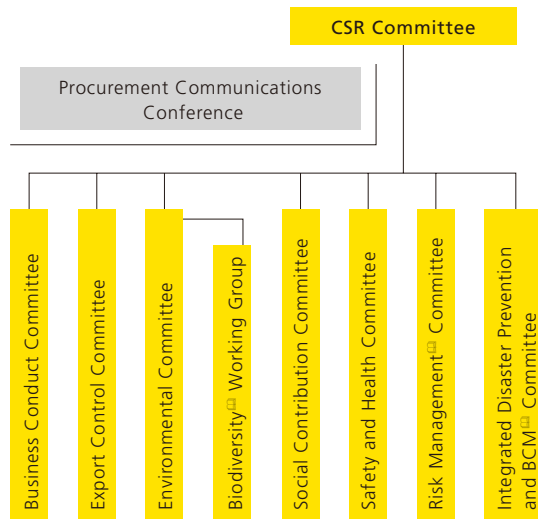 CSR Committee
Procurement Communications
Conference
Business Conduct Committee
Export Control Committee
Environmental Committee
Biodiversity Working Group
Social Contribution Committee
Safety and Health Committee
Risk Management Committee
Integrated Disaster Prevention
and BCM Committee